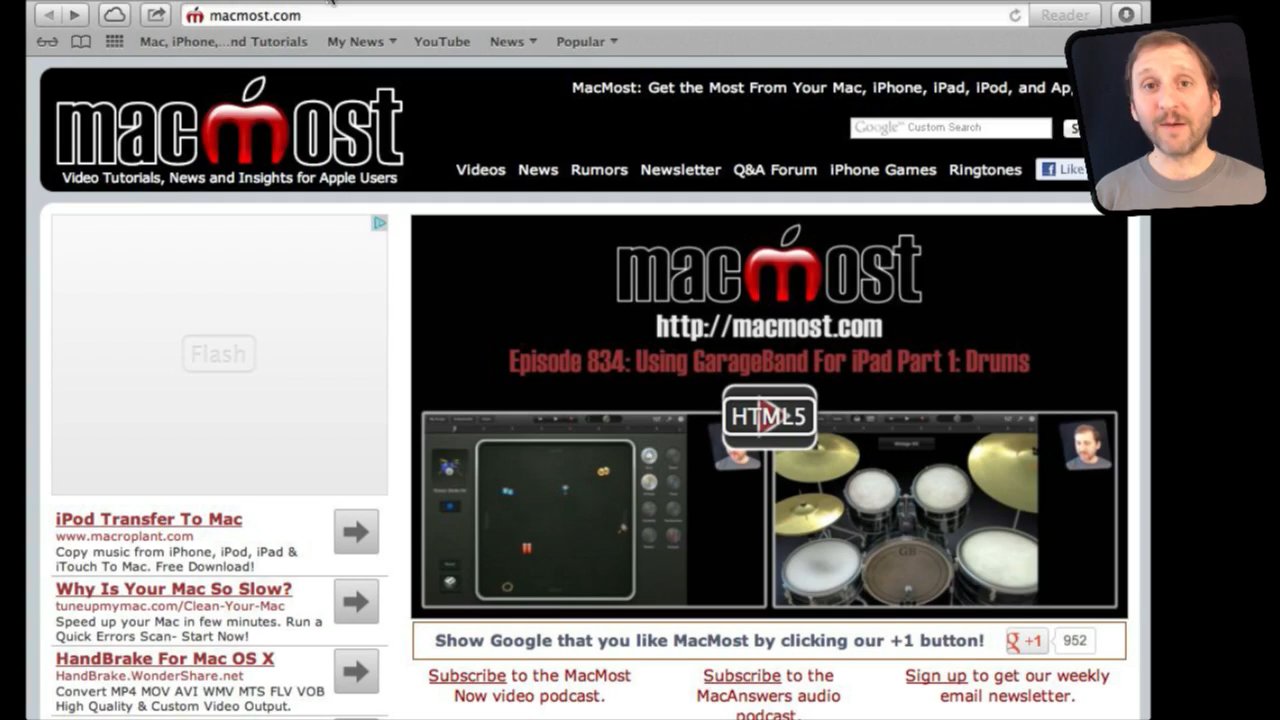 macmost.com
Reader
Mac, iPhone,...nd Tutorials
My News
YouTube
News
Popular
macmost
Video Tutorials, News and Insights for Apple Users
MacMost: Get the Most From Your Mac, iPhone, iPad, iPod, and
Google™ Custom Search
Videos News Rumors Newsletter Q&A Forum iPhone Games Ringtones
Like
Flash
macmost
http://macmost.com
Episode 834: Using GarageBand For iPad Part 1: Drums
HTML5
GB
iPod Transfer To Mac
www.macroplant.com
Copy music from iPhone, iPod, iPad &
iTouch To Mac. Free Download!
Why Is Your Mac So Slow?
tuneupmymac.com/Clean-Your-Mac
Speed up your Mac in few minutes. Run a
Quick Errors Scan- Start Now!
HandBrake For Mac OS X
HandBrake.WonderShare.net
Convert MP4 MOV AVI WMV MTS FLV VOB
High Quality & Custom Video Output.
Show Google that you like MacMost by clicking our +1 button!
g +1
952
Subscribe to the MacMost
Now video podcast.
Subscribe to the
MacAnswers audio
podcast.
Sign up to get our weekly
email newsletter.